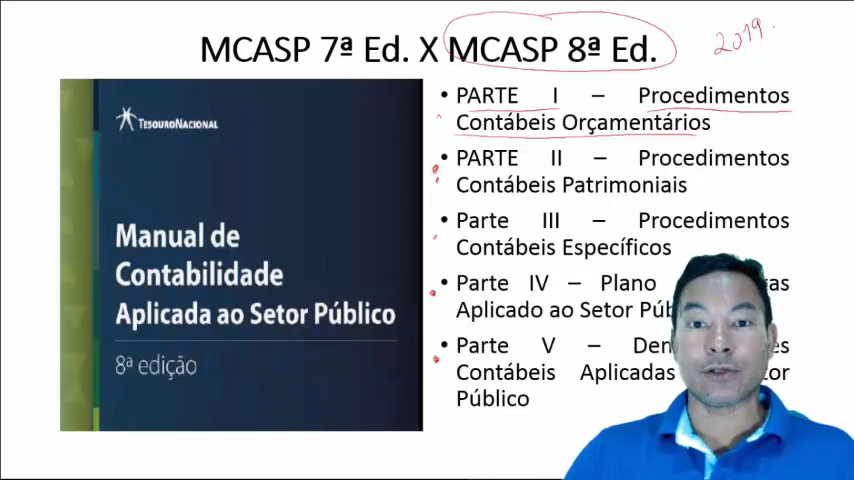 MCASP 7ª Ed. X MCASP 8ª Ed.
2019
TESOURONACIONAL
Manual de
Contabilidade
Aplicada ao Setor Público
8ª edição
• PARTE I – Procedimentos
Contábeis Orçamentários
• PARTE II – Procedimentos
Contábeis Patrimoniais
• Parte III – Procedimentos
Contábeis Específicos
• Parte IV – Plano
Aplicado ao Setor
• Parte V –
Contábeis Aplicadas
Público